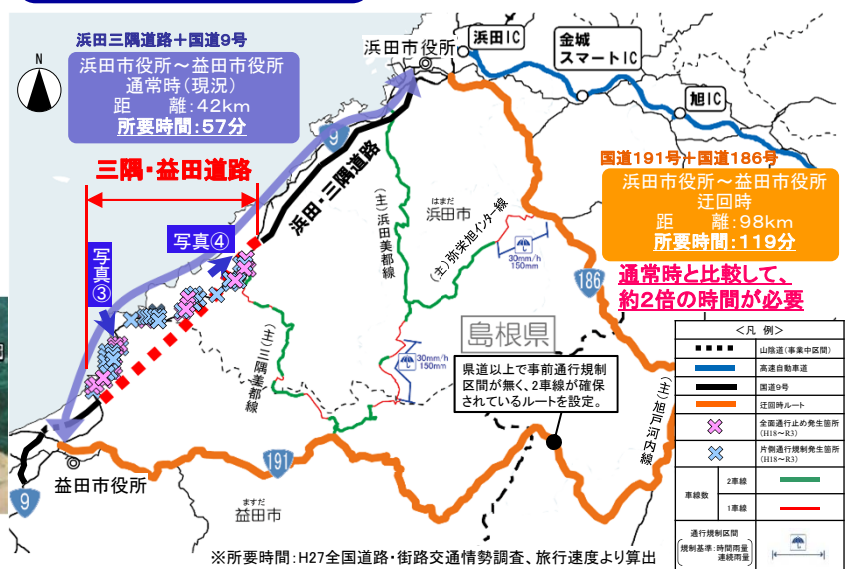 浜田三隅道路+国道9号
浜田市役所~益田市役所
通常時(現況)
距 離:42km
所要時間:57分
N
浜田市役所
浜田IC
金城
スマートIC
旭IC
9
三隅・益田道路
浜田・三隅道路
写真④
写真③
(主)浜田美都線
はまだ
浜田市
(主)弥栄旭インター線
30mm/h
150mm
国道191号+国道186号
浜田市役所~益田市役所
迂回時
距 離:98km
所要時間:119分
186
通常時と比較して、
約2倍の時間が必要
島根県
(主)三隅美都線
30mm/h
150mm
県道以上で事前通行規制
区間が無く、2車線が確保
されているルートを設定。
(主)旭戸河内線
191
益田市役所
9
ますだ
益田市
<凡 例>
山陰道(事業中区間)
高速自動車道
国道9号
迂回時ルート
全面通行止め発生箇所
(H18~R3)
片側通行規制発生箇所
(H18~R3)
車線数
2車線
1車線
通行規制区間
規制基準:時間雨量
連続雨量
※所要時間:H27全国道路・街路交通情勢調査、旅行速度より算出